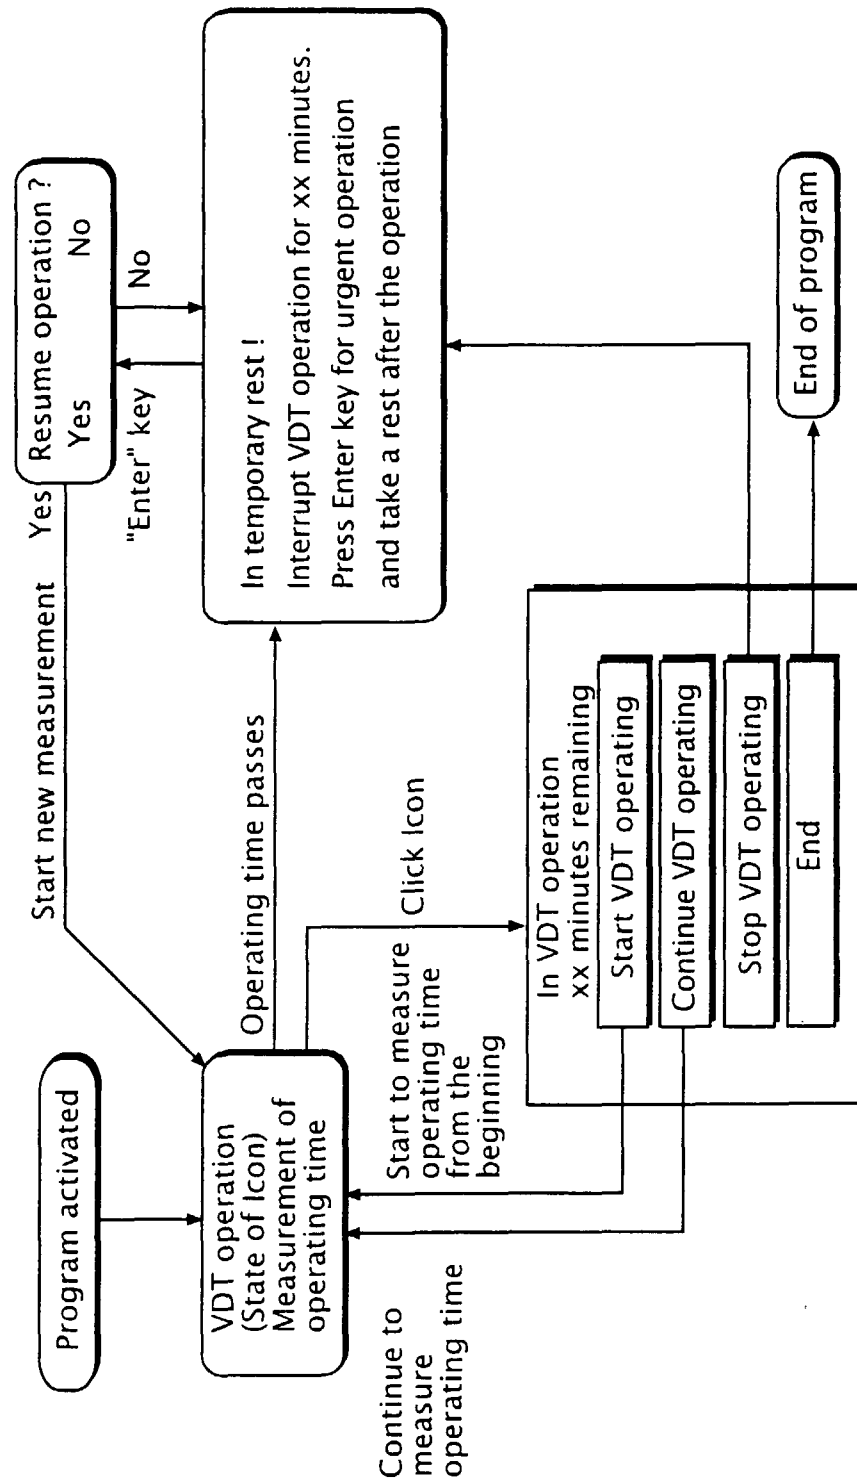 Program activated
VDT operation
(State of Icon)
Measurement of
operating time
Start new measurement
Yes
Resume operation ?
Yes No
"Enter" key
No
Operating time passes
In temporary rest !
Interrupt VDT operation for xx minutes.
Press Enter key for urgent operation
and take a rest after the operation
Click Icon
Start to measure
operating time
from the
beginning
Continue to
measure
operating time
In VDT operation
xx minutes remaining
Start VDT operating
Continue VDT operating
Stop VDT operating
End
End of program